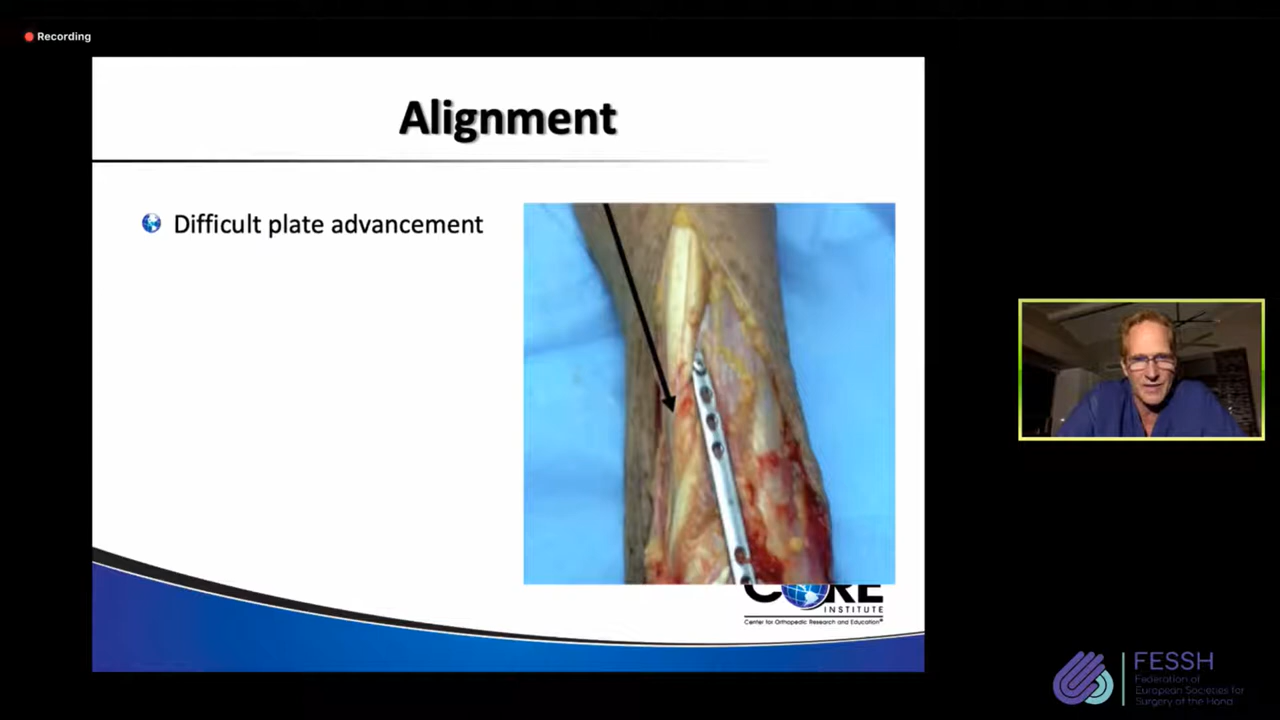 Recording
Alignment
Difficult plate advancement
CORE
INSTITUTE
Center for Orthopedic Research and Education®
FESSH
Federation of
European Societies for
Surgery of the Hand